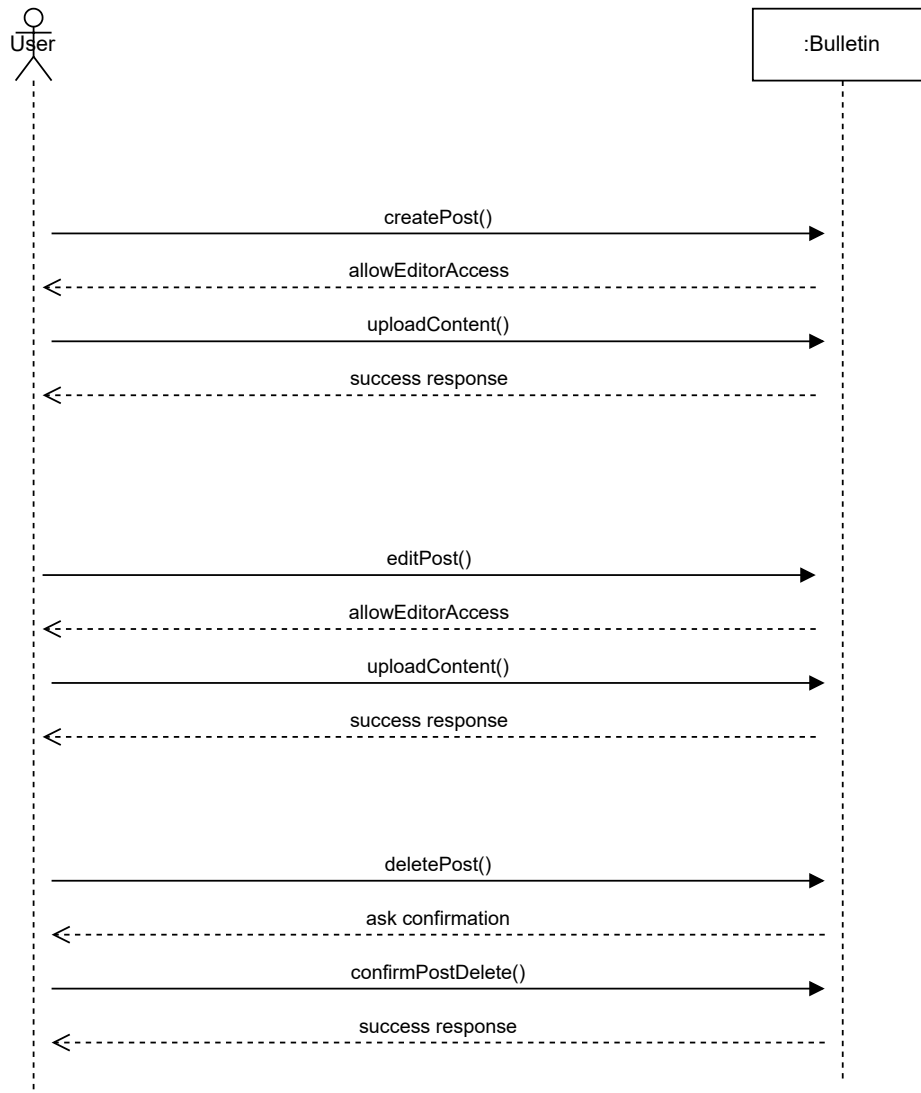 User
:Bulletin
createPost()
allowEditorAccess
uploadContent()
success response
editPost()
allowEditorAccess
uploadContent()
success response
deletePost()
ask confirmation
confirmPostDelete()
success response